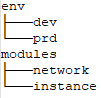 env
├──dev
└──prd
modules
├──network
└──instance